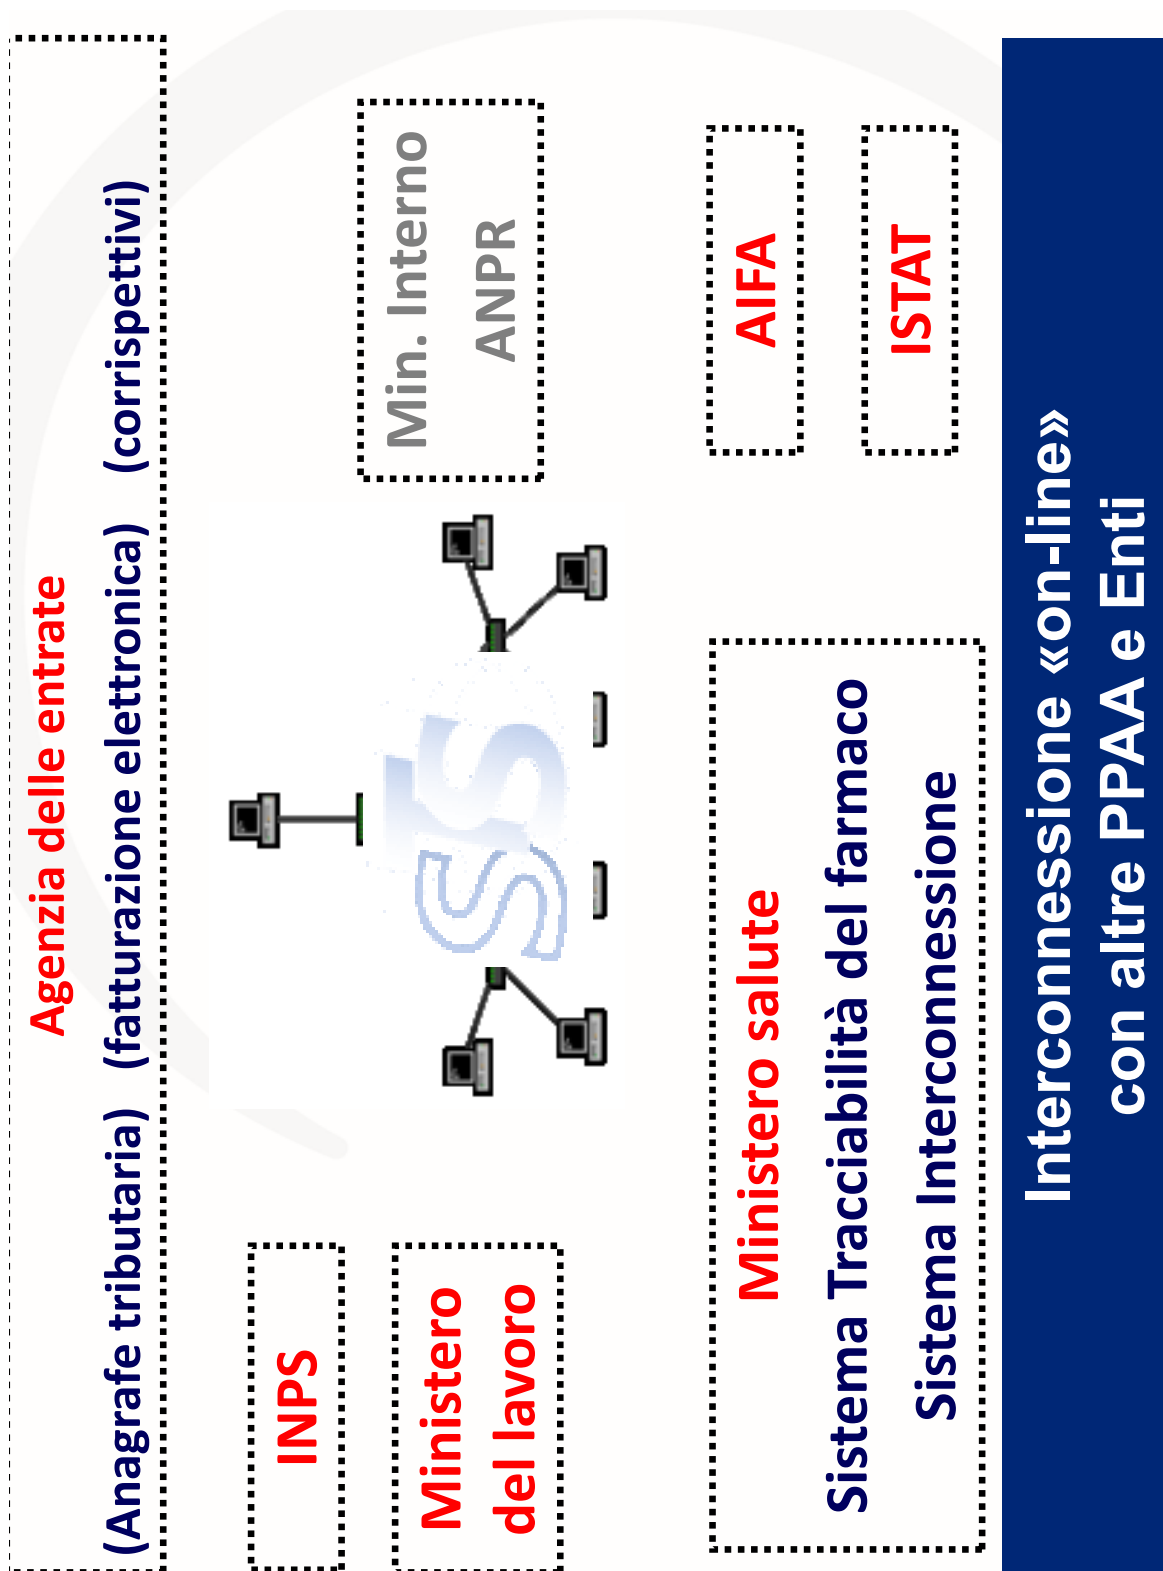 Agenzia delle entrate
(Anagrafe tributaria) (fatturazione elettronica) (corrispettivi)
INPS
Ministero
del lavoro
Min. Interno
ANPR
SiS
Ministero salute
Sistema Tracciabilità del farmaco
Sistema Interconnessione
AIFA
ISTAT
Interconnessione «on-line»
con altre PPAA e Enti